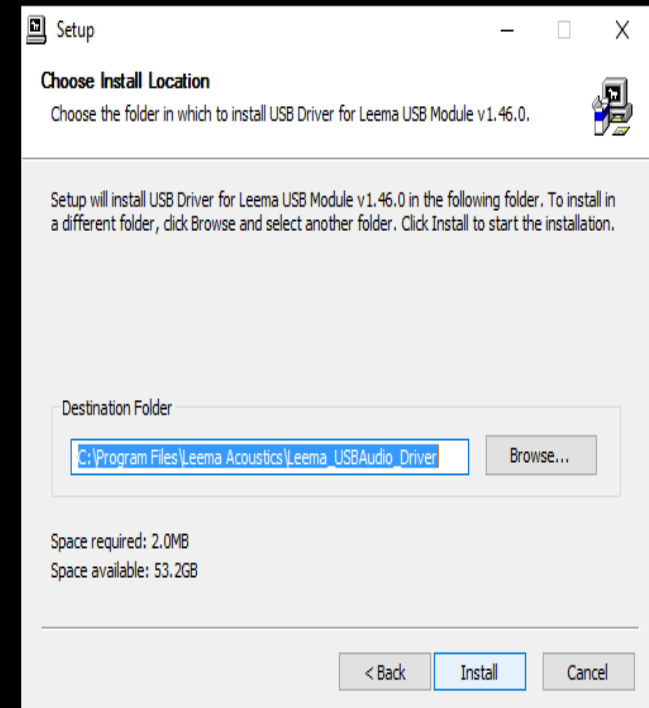 Setup
Choose Install Location
Choose the folder in which to install USB Driver for Leema USB Module v1.46.0.
Setup will install USB Driver for Leema USB Module v1.46.0 in the following folder. To install in
a different folder, click Browse and select another folder. Click Install to start the installation.
Destination Folder
C:\Program Files\Leema Acoustics\Leema_USBAudio_Driver
Browse...
Space required: 2.0MB
Space available: 53.2GB
< Back
Install
Cancel